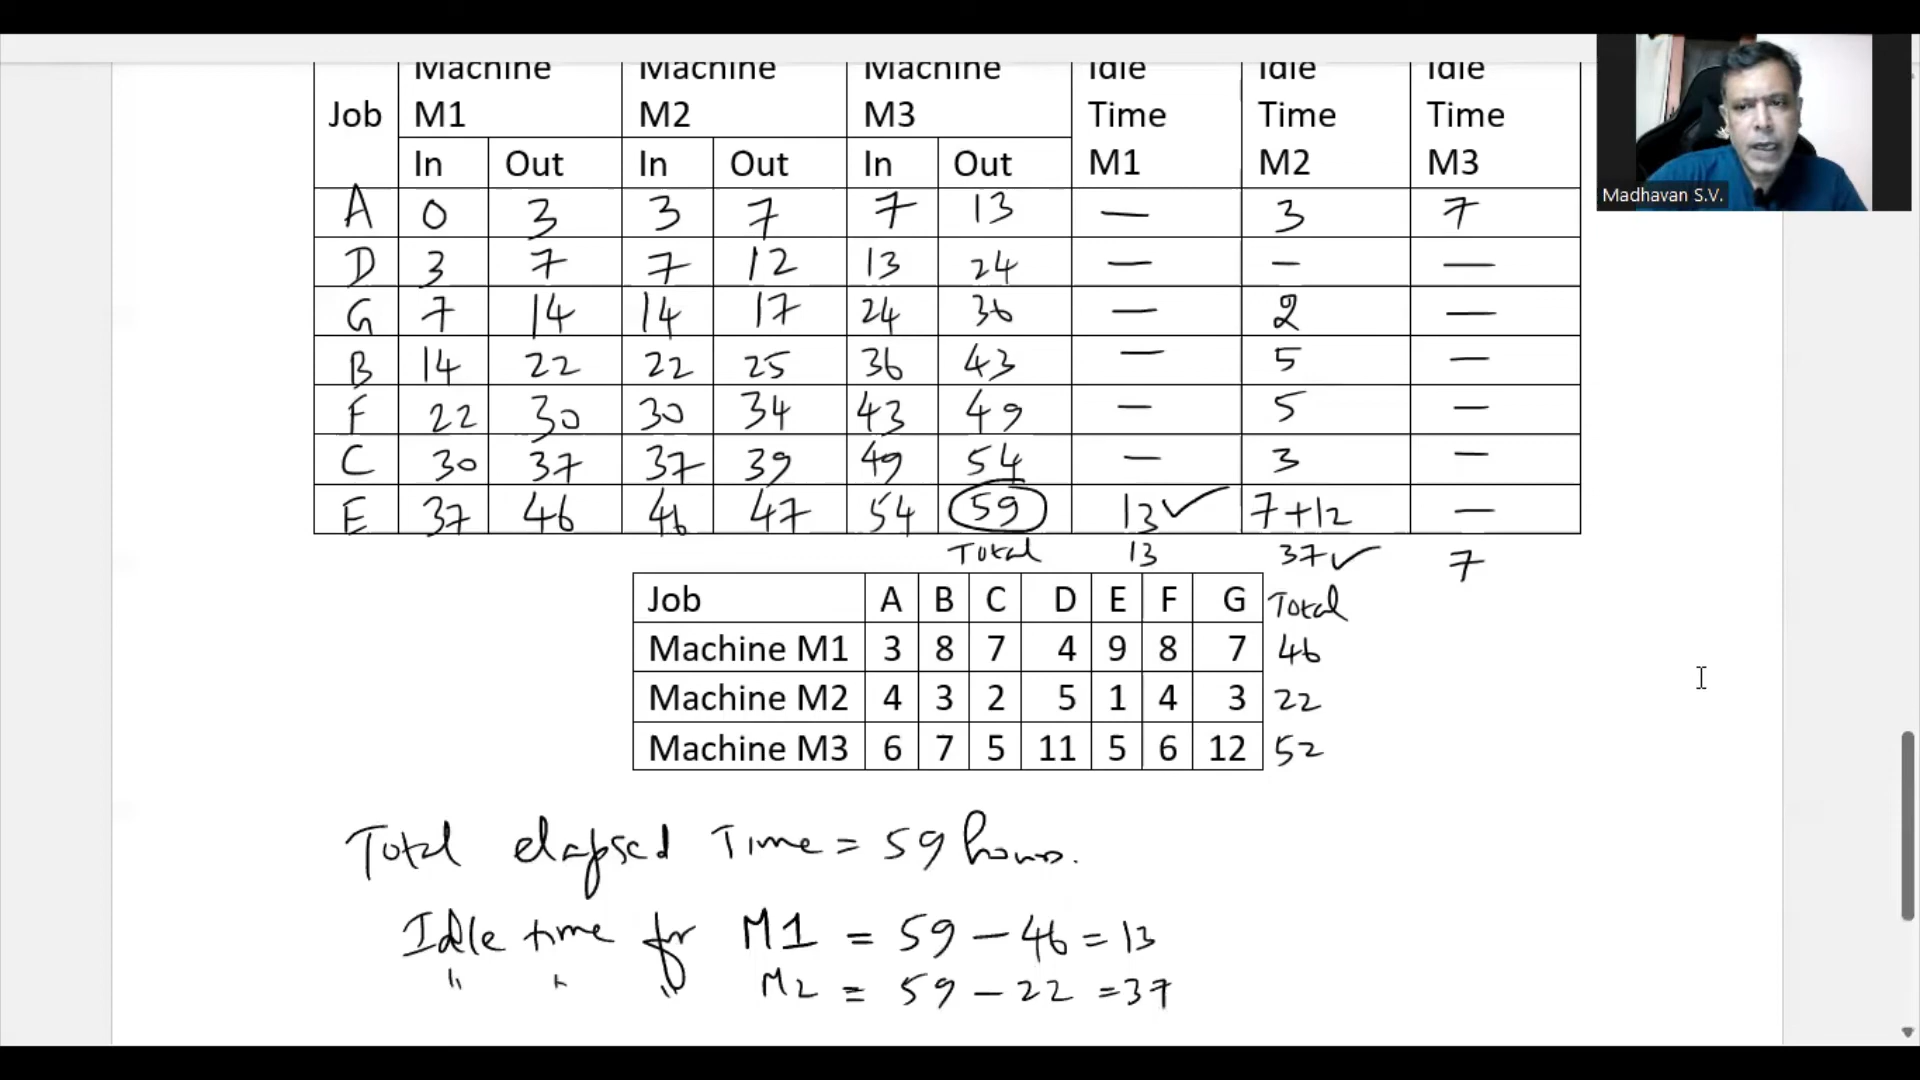 Machine Machine Machine Idle Idle Idle
Job M1 M2 M3 Time Time Time
In Out In Out In Out M1 M2 M3
A 0 3 3 7 7 13 — 3 7
D 3 7 7 12 13 24 — — —
G 7 14 14 17 24 36 — 2 —
B 14 22 22 25 36 43 — 5 —
F 22 30 30 34 43 49 — 5 —
C 30 37 37 39 49 54 — 3 —
E 37 46 46 47 54 59 13 ✓ 7+12 —
Total 13 37 ✓ 7
Job A B C D E F G Total
Machine M1 3 8 7 4 9 8 7 46
Machine M2 4 3 2 5 1 4 3 22
Machine M3 6 7 5 11 5 6 12 52
Total elapsed Time = 59 hours.
Idle time for M1 = 59 – 46 = 13
" " " M2 = 59 – 22 = 37
Madhavan S.V.